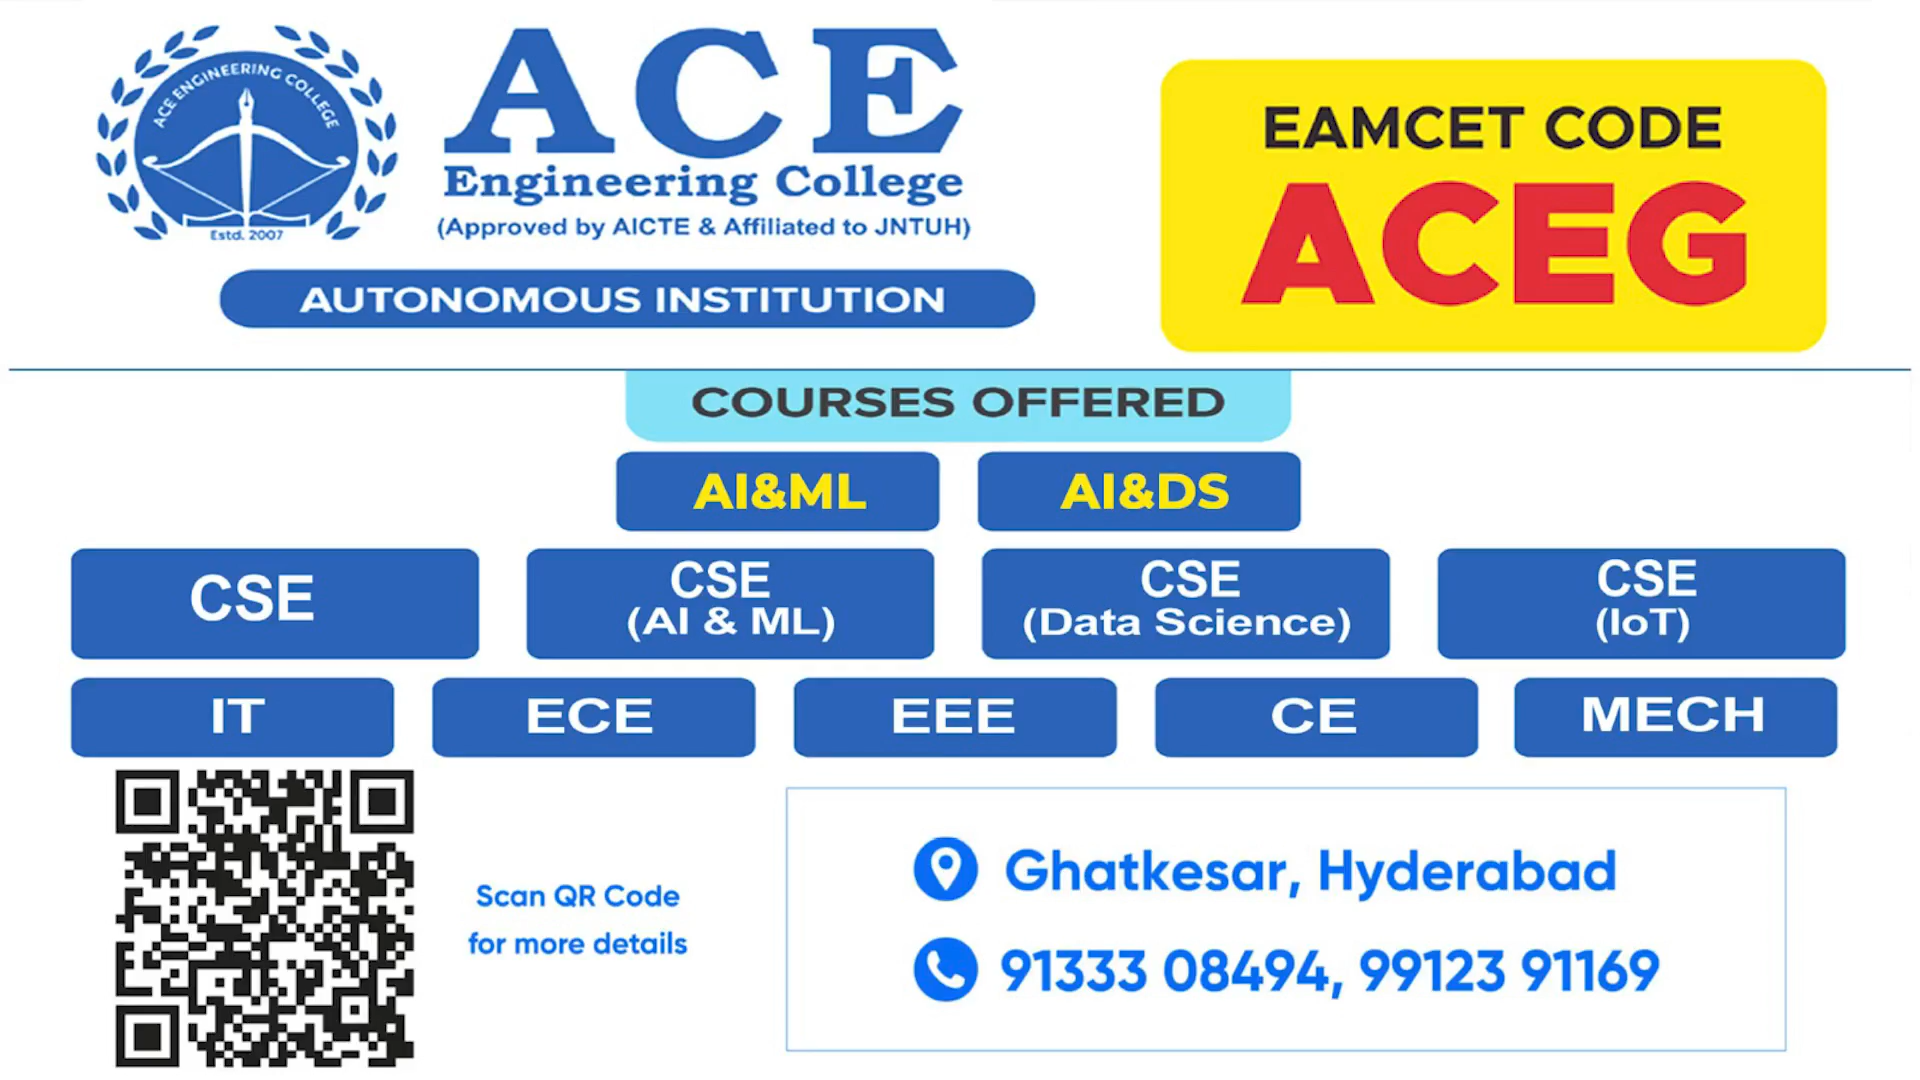 ACE ENGINEERING COLLEGE
Estd. 2007
ACE
Engineering College
(Approved by AICTE & Affiliated to JNTUH)
AUTONOMOUS INSTITUTION
EAMCET CODE
ACEG
COURSES OFFERED
AI&ML
AI&DS
CSE
CSE
(AI & ML)
CSE
(Data Science)
CSE
(IoT)
IT
ECE
EEE
CE
MECH
Scan QR Code
for more details
Ghatkesar, Hyderabad
91333 08494, 99123 91169